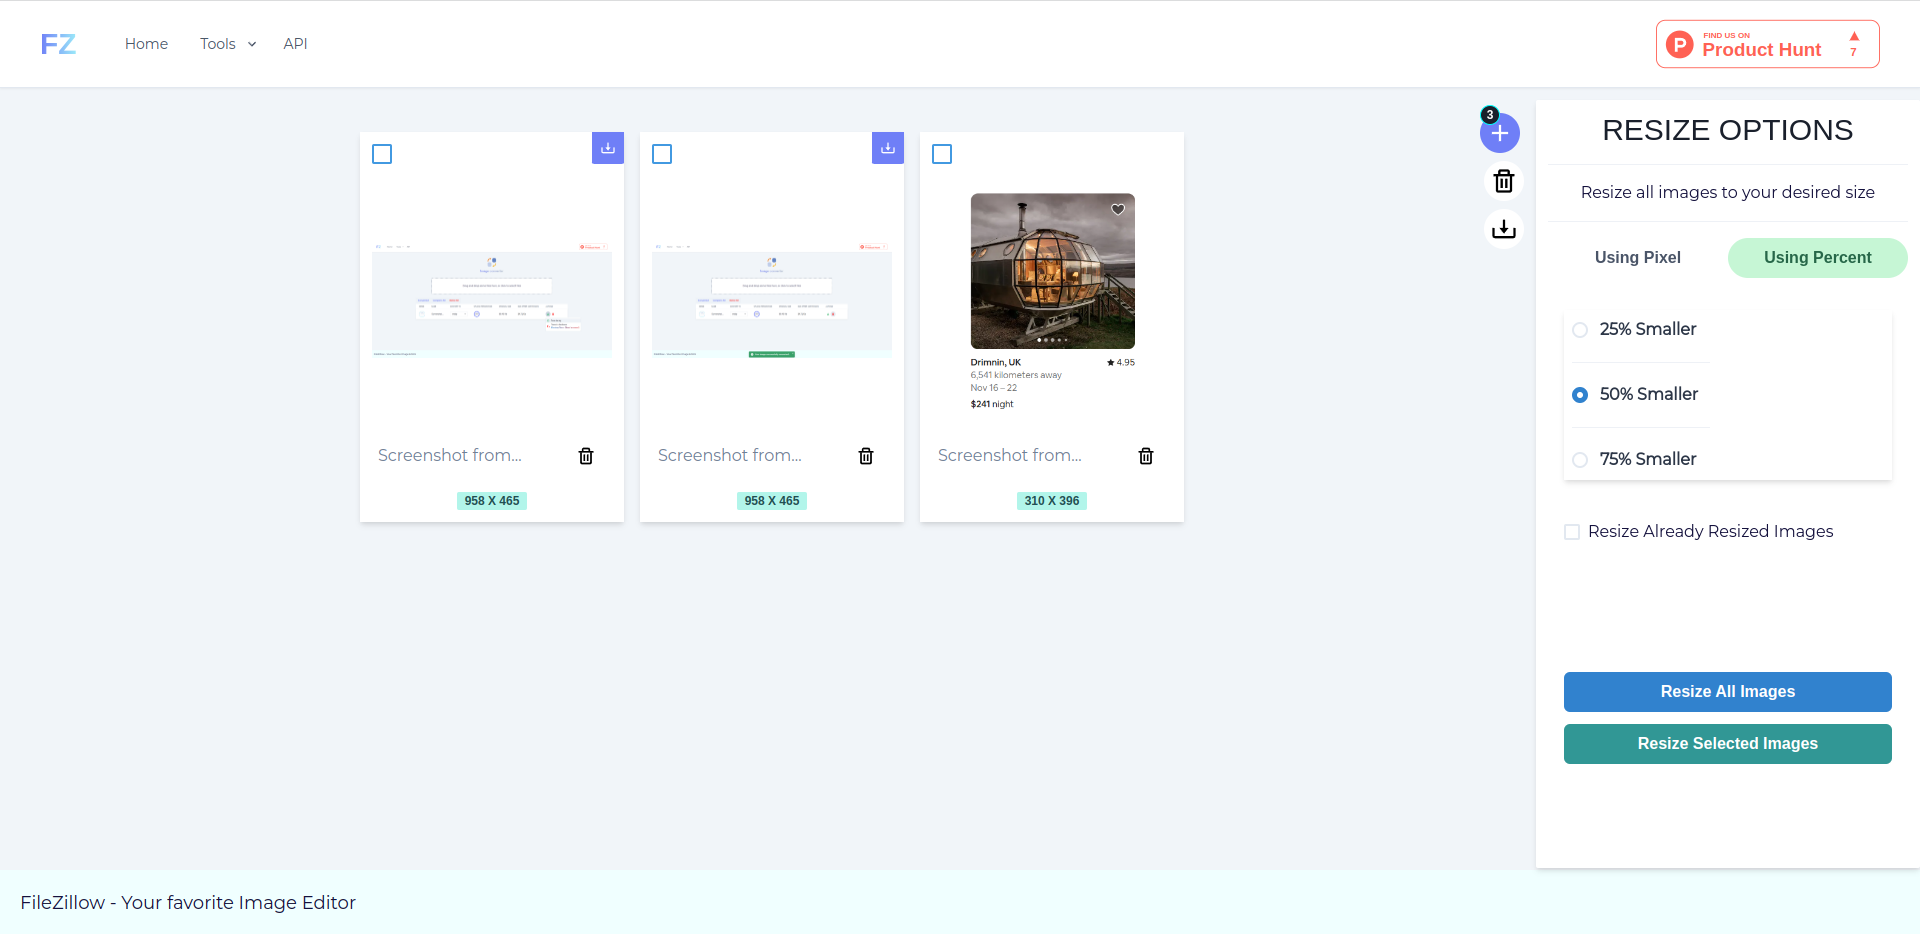 FZ
Home
Tools
API
FIND US ON
Product Hunt
7
3
RESIZE OPTIONS
Resize all images to your desired size
Using Pixel
Using Percent
25% Smaller
50% Smaller
75% Smaller
Resize Already Resized Images
Resize All Images
Resize Selected Images
Screenshot from...
958 X 465
Screenshot from...
958 X 465
Drimnin, UK
4.95
6,541 kilometers away
Nov 16 – 22
$241 night
Screenshot from...
310 X 396
FileZillow - Your favorite Image Editor